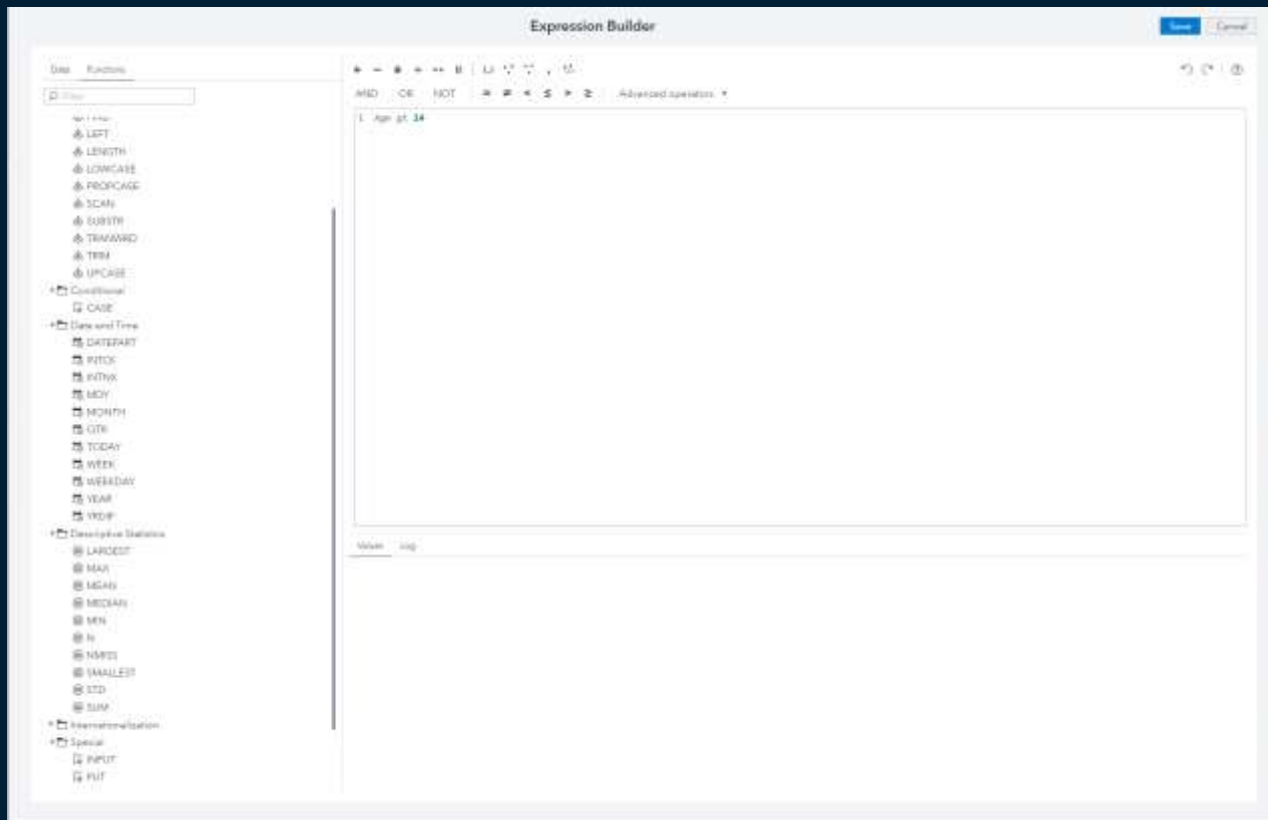 Expression Builder
Save Cancel
Data Functions
Filter
LEFT
LENGTH
LOWCASE
PROPCASE
SCAN
SUBSTR
TRANWRD
TRIM
UPCASE
Conditional
CASE
Date and Time
DATEPART
INTCK
INTNX
MDY
MONTH
QTR
TODAY
WEEK
WEEKDAY
YEAR
YRDIF
Descriptive Statistics
LARGEST
MAX
MEAN
MEDIAN
MIN
N
NMISS
SMALLEST
STD
SUM
Internationalization
Special
INPUT
PUT
AND OR NOT = ≠ < ≤ > ≥ Advanced operators
1 Age gt 14
Values Log